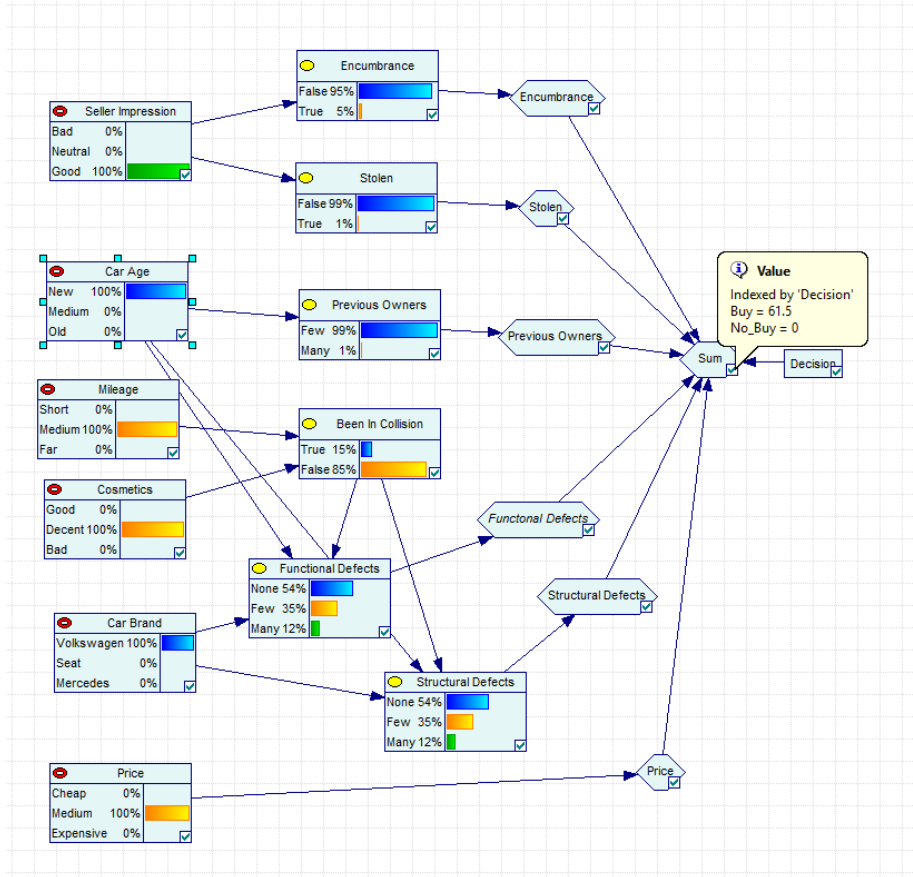 Encumbrance
False 95%
True 5%
Encumbrance
Seller Impression
Bad 0%
Neutral 0%
Good 100%
Stolen
False 99%
True 1%
Stolen
Car Age
New 100%
Medium 0%
Old 0%
Previous Owners
Few 99%
Many 1%
Previous Owners
Value
Indexed by 'Decision'
Buy = 61.5
No_Buy = 0
Sum
Decision
Mileage
Short 0%
Medium 100%
Far 0%
Been In Collision
True 15%
False 85%
Cosmetics
Good 0%
Decent 100%
Bad 0%
Functonal Defects
Functional Defects
None 54%
Few 35%
Many 12%
Structural Defects
Car Brand
Volkswagen 100%
Seat 0%
Mercedes 0%
Structural Defects
None 54%
Few 35%
Many 12%
Price
Cheap 0%
Medium 100%
Expensive 0%
Price